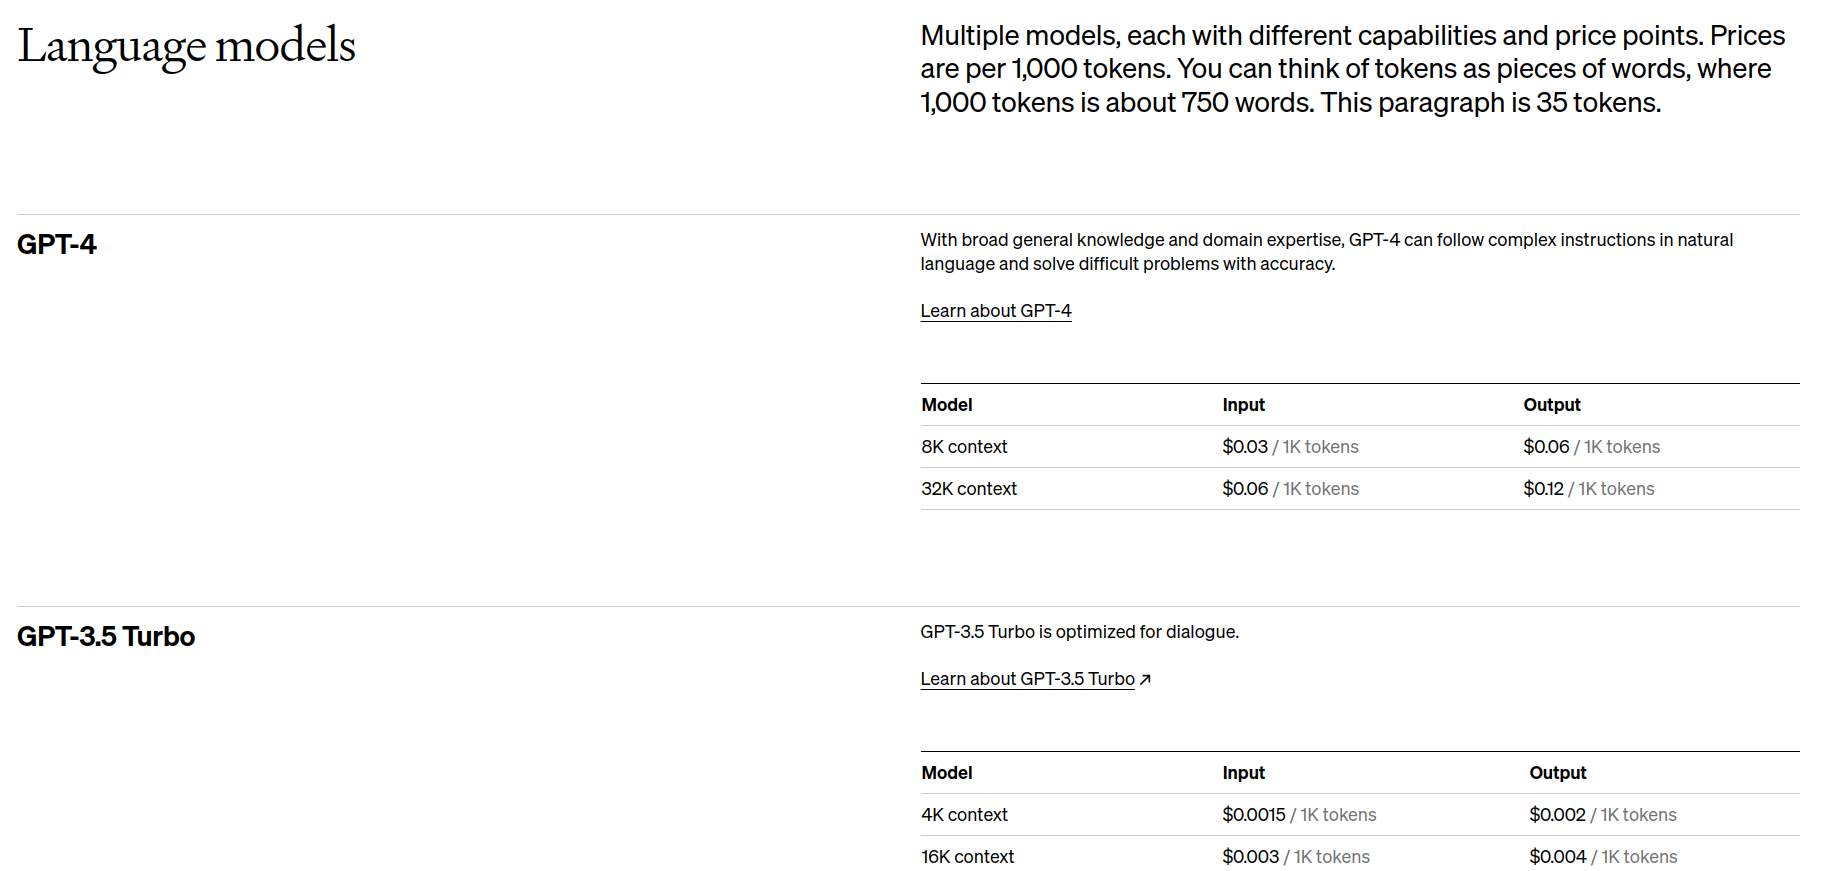 Language models
Multiple models, each with different capabilities and price points. Prices
are per 1,000 tokens. You can think of tokens as pieces of words, where
1,000 tokens is about 750 words. This paragraph is 35 tokens.
GPT-4
With broad general knowledge and domain expertise, GPT-4 can follow complex instructions in natural
language and solve difficult problems with accuracy.
Learn about GPT-4
Model Input Output
8K context $0.03 / 1K tokens $0.06 / 1K tokens
32K context $0.06 / 1K tokens $0.12 / 1K tokens
GPT-3.5 Turbo
GPT-3.5 Turbo is optimized for dialogue.
Learn about GPT-3.5 Turbo ↗
Model Input Output
4K context $0.0015 / 1K tokens $0.002 / 1K tokens
16K context $0.003 / 1K tokens $0.004 / 1K tokens